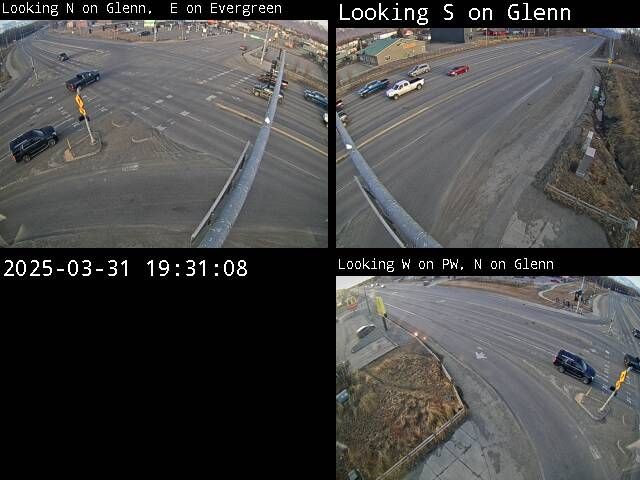 Looking N on Glenn,  E on Evergreen
Looking S on Glenn
2025-03-31 19:31:08
Looking W on PW, N on Glenn